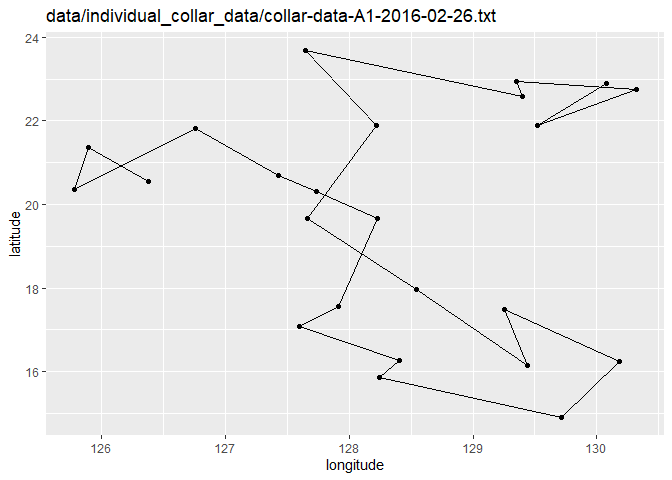 data/individual_collar_data/collar-data-A1-2016-02-26.txt
24
22
20
18
16
latitude
126 127 128 129 130
longitude